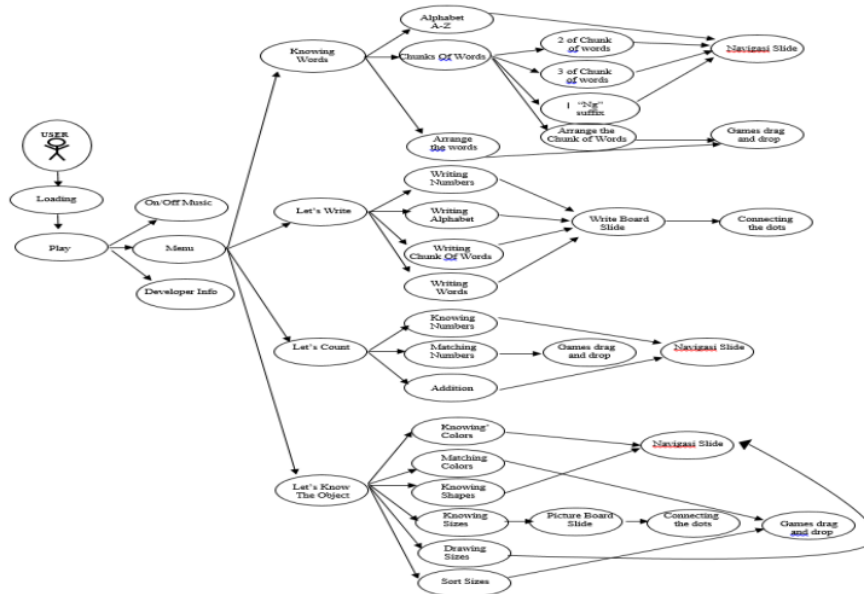 USER
Loading
Play
On/Off Music
Menu
Developer Info
Knowing
Words
Alphabet
A-Z
Chunks Of Words
2 of Chunk
of words
3 of Chunk
of words
"Ng"
suffix
Arrange the
Chunk of Words
Arrange
the words
Navigasi Slide
Games drag
and drop
Let's Write
Writing
Numbers
Writing
Alphabet
Writing
Chunk Of Words
Writing
Words
Write Board
Slide
Connecting
the dots
Let's Count
Knowing
Numbers
Matching
Numbers
Addition
Games drag
and drop
Navigasi Slide
Let's Know
The Object
Knowing'
Colors
Matching
Colors
Knowing
Shapes
Knowing
Sizes
Drawing
Sizes
Sort Sizes
Navigasi Slide
Picture Board
Slide
Connecting
the dots
Games drag
and drop